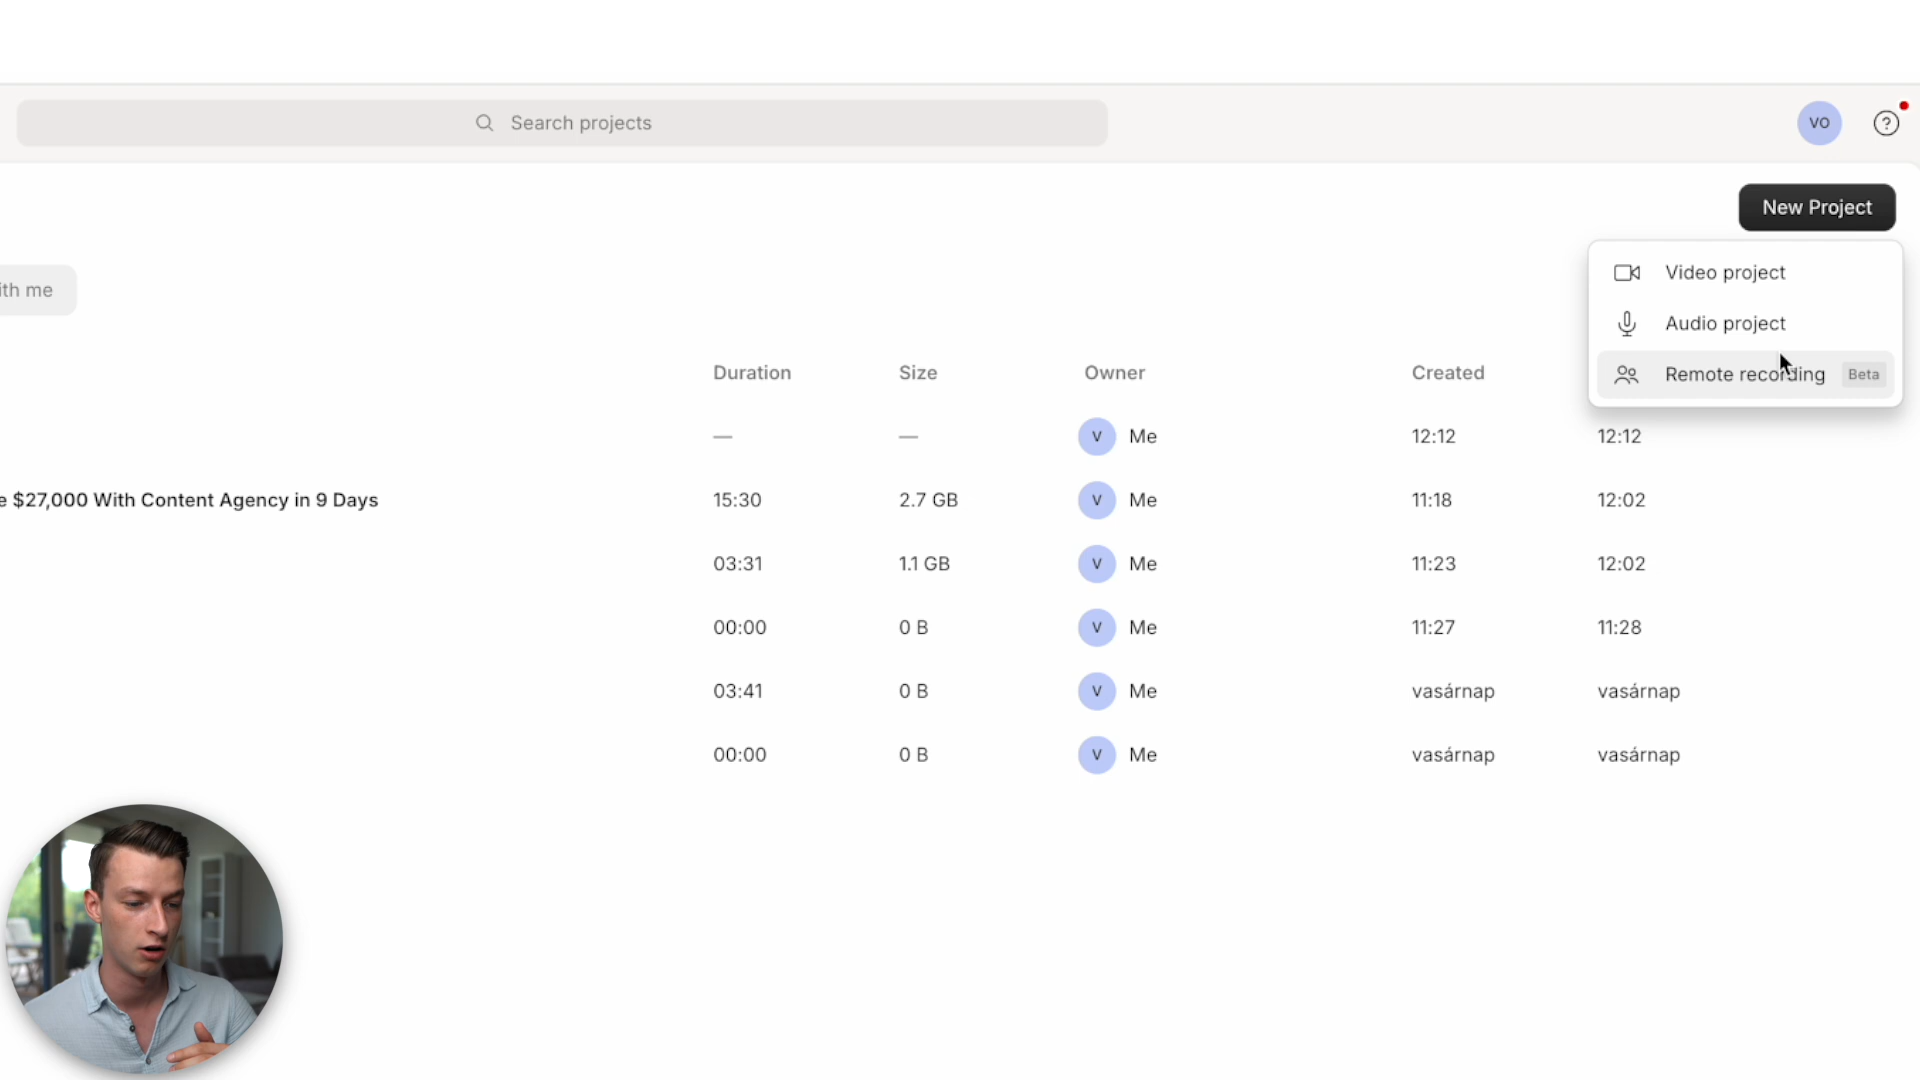 Search projects
VO
?
New Project
Video project
Audio project
Remote recording Beta
ith me
Duration Size Owner Created
— — V Me 12:12 12:12
e $27,000 With Content Agency in 9 Days 15:30 2.7 GB V Me 11:18 12:02
03:31 1.1 GB V Me 11:23 12:02
00:00 0 B V Me 11:27 11:28
03:41 0 B V Me vasárnap vasárnap
00:00 0 B V Me vasárnap vasárnap